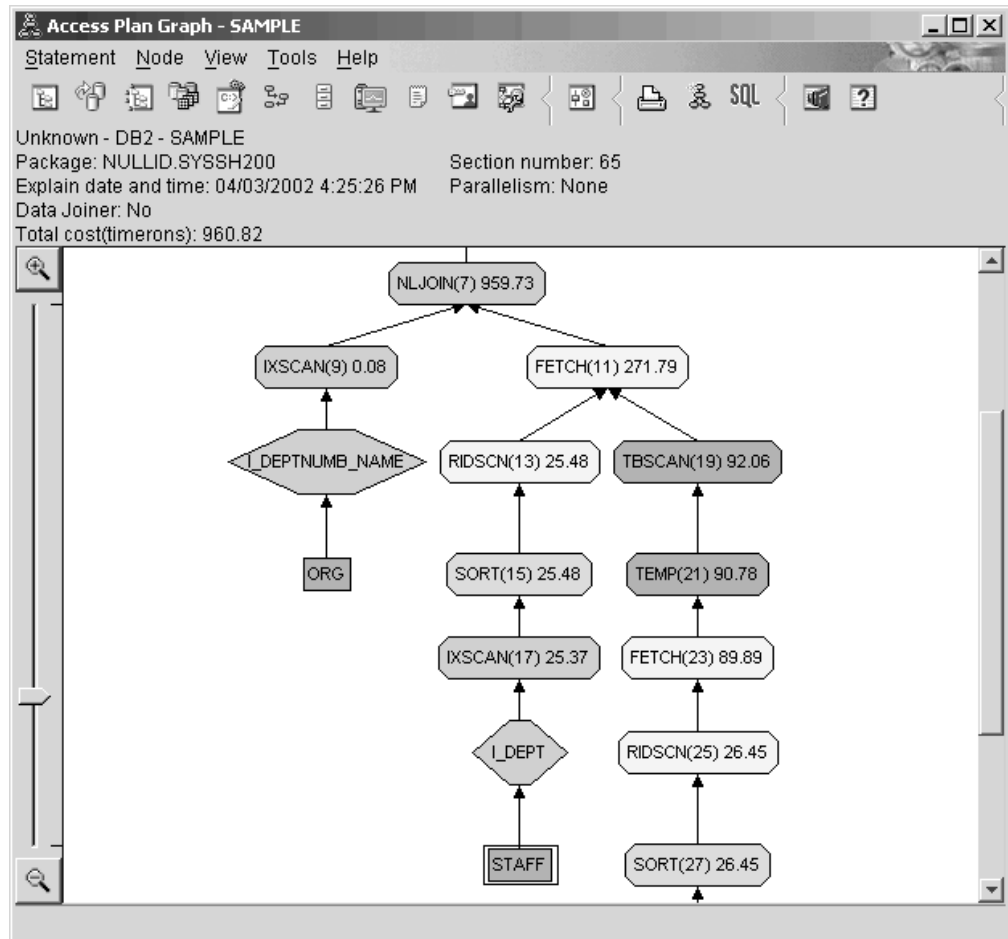 Access Plan Graph - SAMPLE
Statement Node View Tools Help
SQL
?
Unknown - DB2 - SAMPLE
Package: NULLID.SYSSH200 Section number: 65
Explain date and time: 04/03/2002 4:25:26 PM Parallelism: None
Data Joiner: No
Total cost(timerons): 960.82
NLJOIN(7) 959.73
IXSCAN(9) 0.08 FETCH(11) 271.79
I_DEPTNUMB_NAME RIDSCN(13) 25.48 TBSCAN(19) 92.06
ORG SORT(15) 25.48 TEMP(21) 90.78
IXSCAN(17) 25.37 FETCH(23) 89.89
I_DEPT RIDSCN(25) 26.45
STAFF SORT(27) 26.45